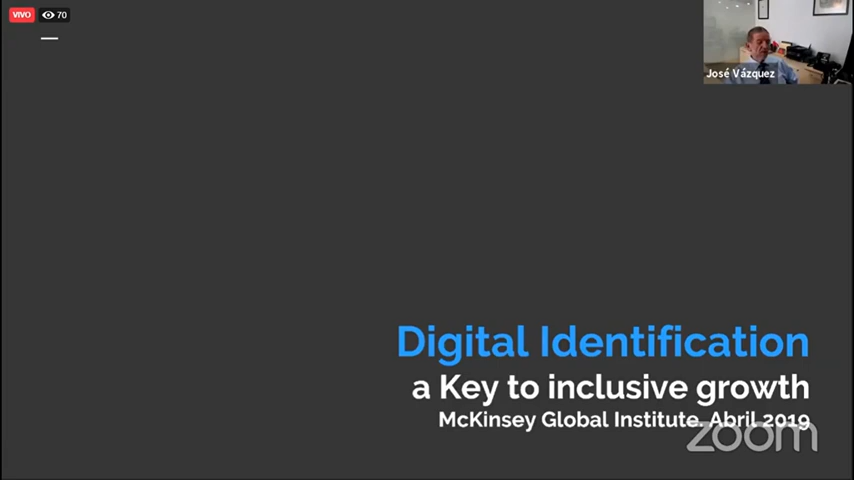 VIVO
70
José Vázquez
Digital Identification
a Key to inclusive growth
McKinsey Global Institute. Abril 2019
zoom